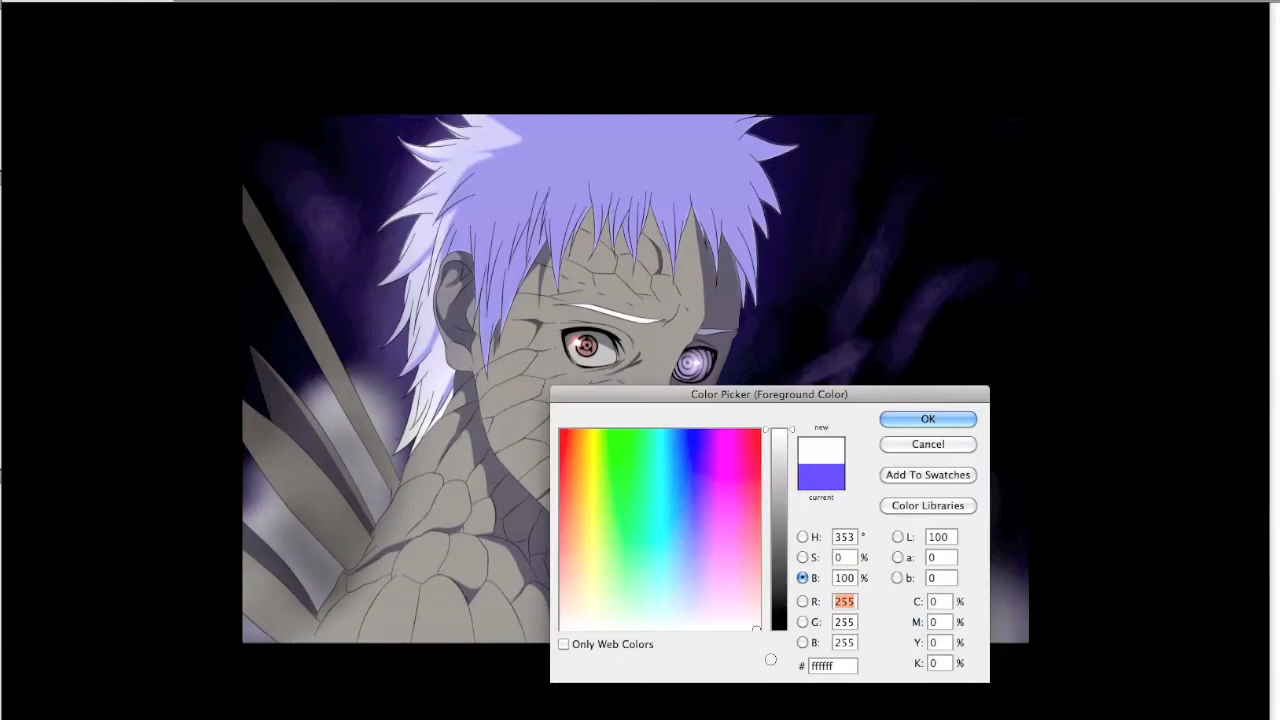 Color Picker (Foreground Color)
new
current
OK
Cancel
Add To Swatches
Color Libraries
H: 353 °
S: 0 %
B: 100 %
R: 255
G: 255
B: 255
# ffffff
L: 100
a: 0
b: 0
C: 0 %
M: 0 %
Y: 0 %
K: 0 %
Only Web Colors